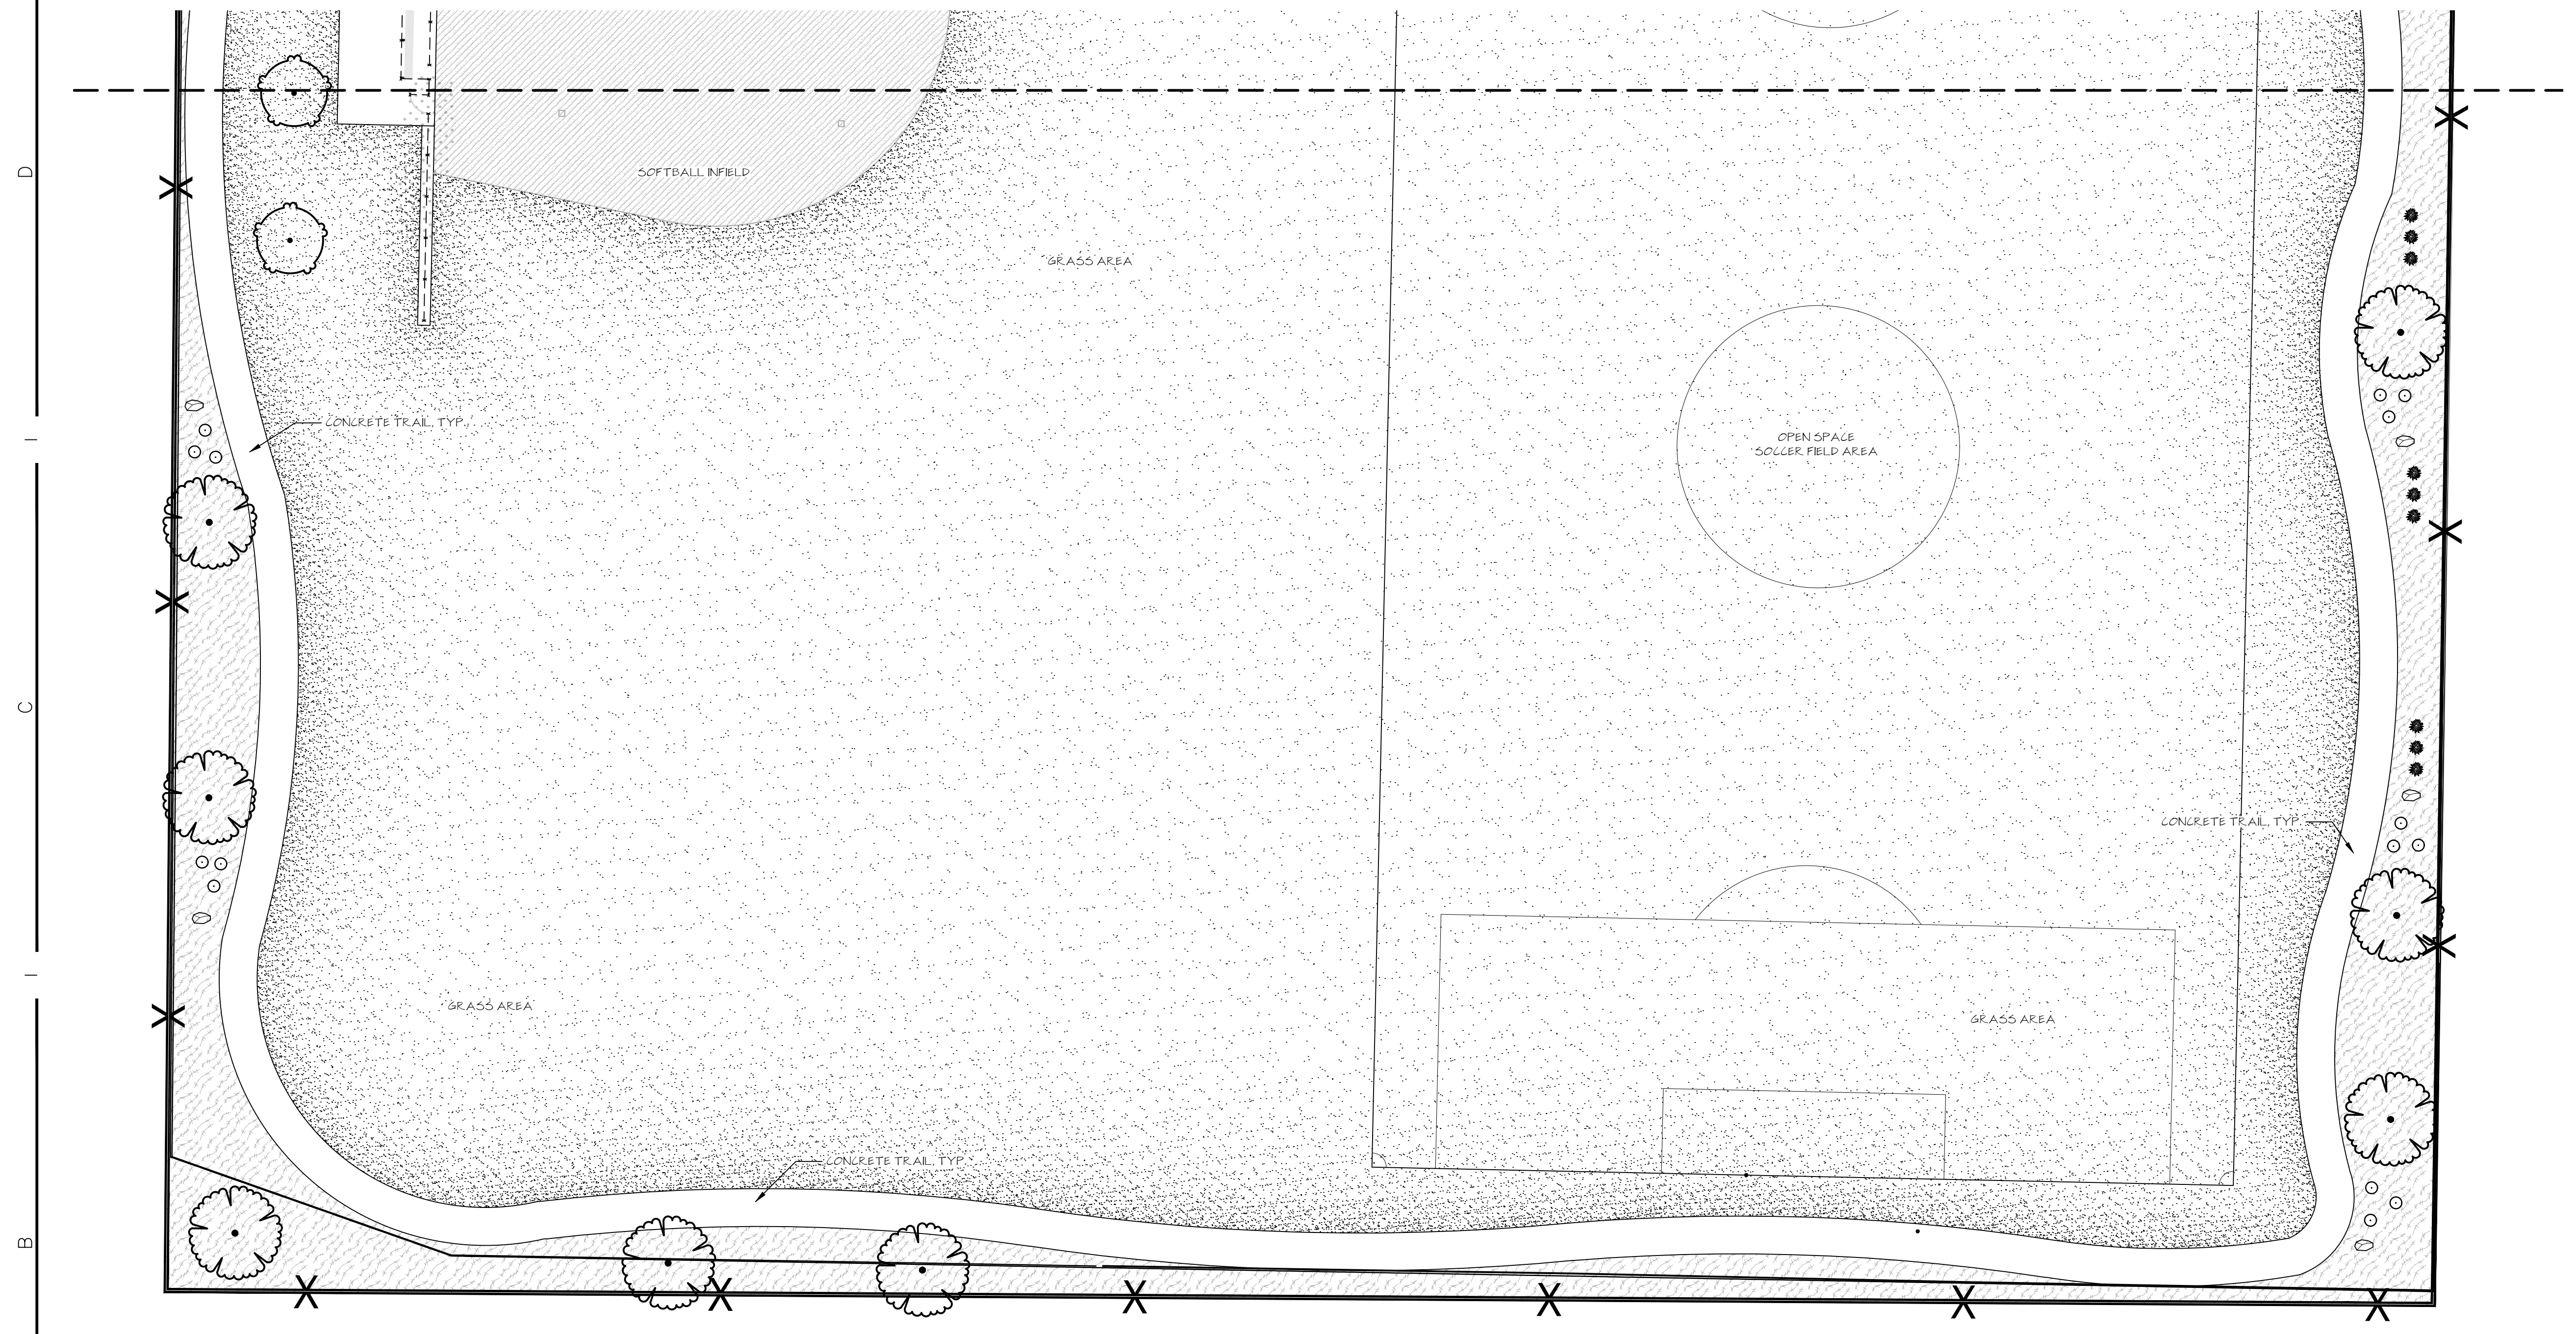 D
SOFTBALL INFIELD
GRASS AREA
CONCRETE TRAIL, TYP.
OPEN SPACE
SOCCER FIELD AREA
C
CONCRETE TRAIL, TYP.
GRASS AREA
GRASS AREA
CONCRETE TRAIL, TYP.
B